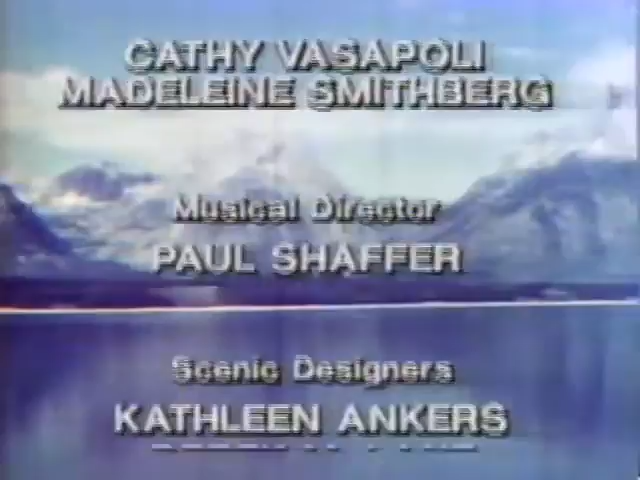 CATHY VASAPOLI
MADELEINE SMITHBERG
Musical Director
PAUL SHAFFER
Scenic Designers
KATHLEEN ANKERS